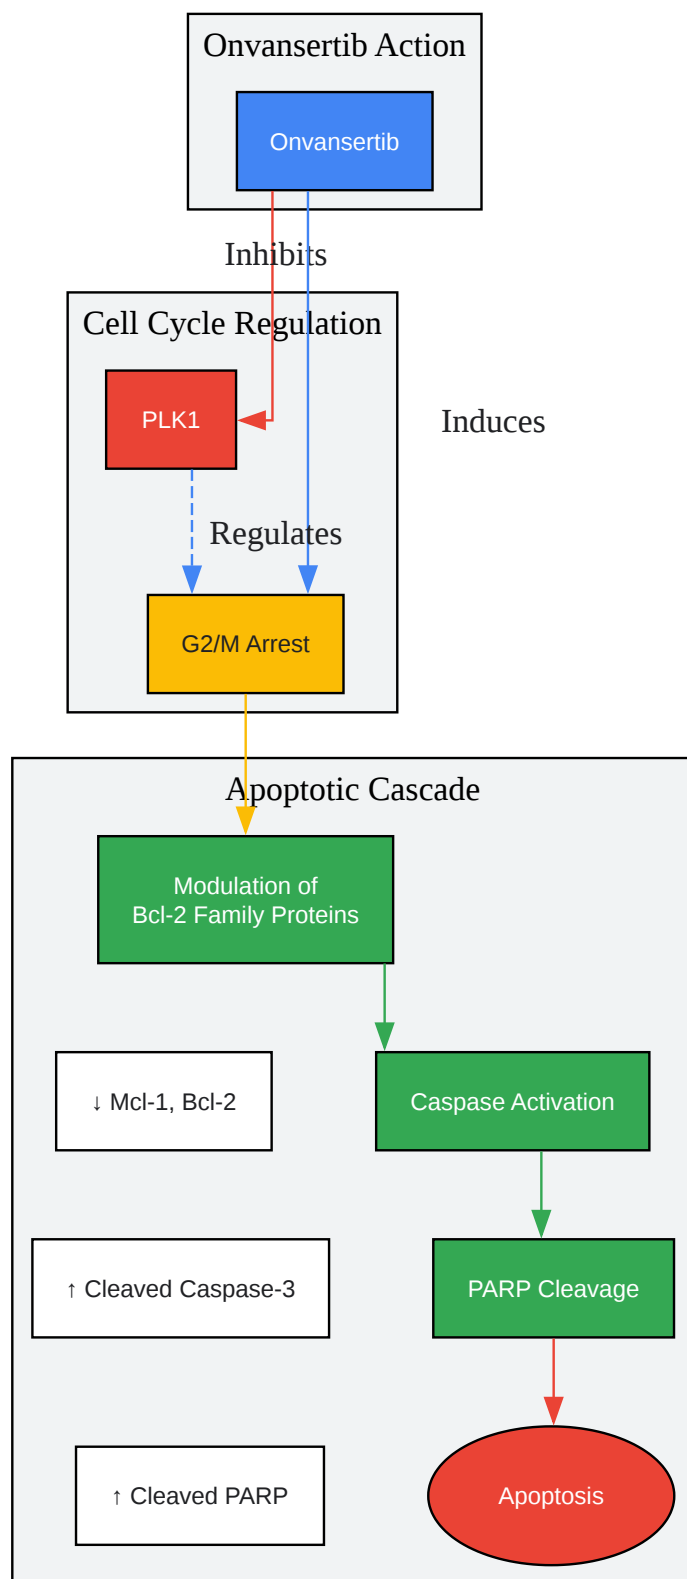 Onvansertib Action
Onvansertib
Inhibits
Cell Cycle Regulation
PLK1
Induces
Regulates
G2/M Arrest
Apoptotic Cascade
Modulation of
Bcl-2 Family Proteins
↓ Mcl-1, Bcl-2
Caspase Activation
↑ Cleaved Caspase-3
PARP Cleavage
↑ Cleaved PARP
Apoptosis